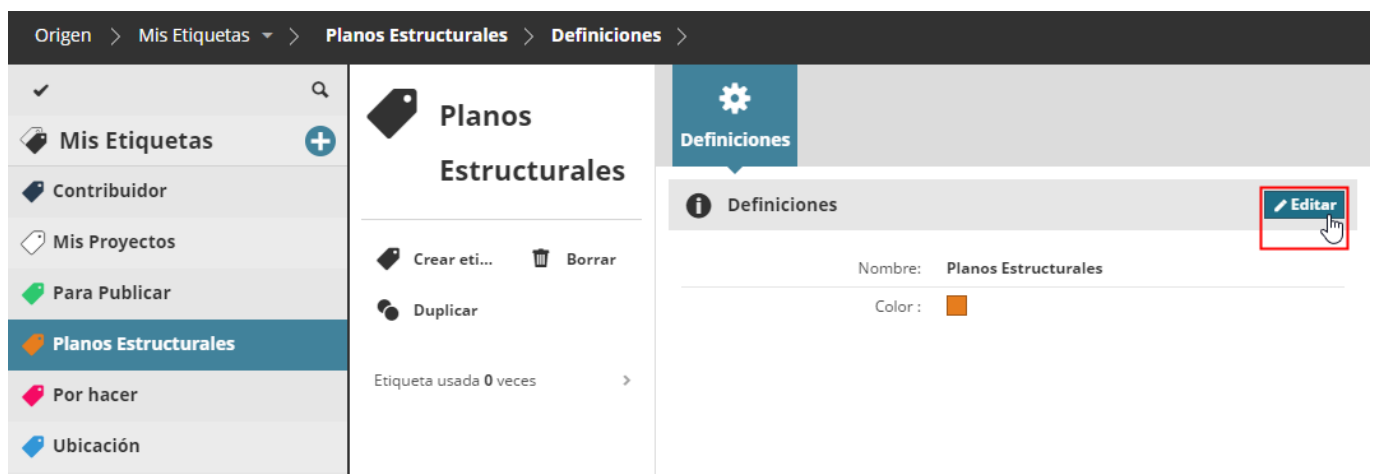 Origen > Mis Etiquetas > Planos Estructurales > Definiciones >
Mis Etiquetas
Contribuidor
Mis Proyectos
Para Publicar
Planos Estructurales
Por hacer
Ubicación
Planos
Estructurales
Crear eti... Borrar
Duplicar
Etiqueta usada 0 veces >
Definiciones
Definiciones Editar
Nombre: Planos Estructurales
Color :